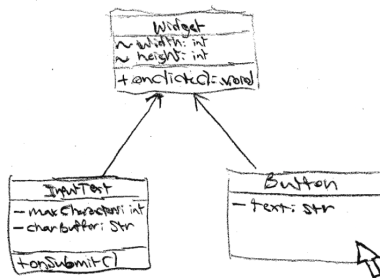 Widget
~ width: int
~ height: int
+ onclick(): void
InputText
- maxCharacters: int
- charBuffer: Str
+ onSubmit()
Button
- text: str